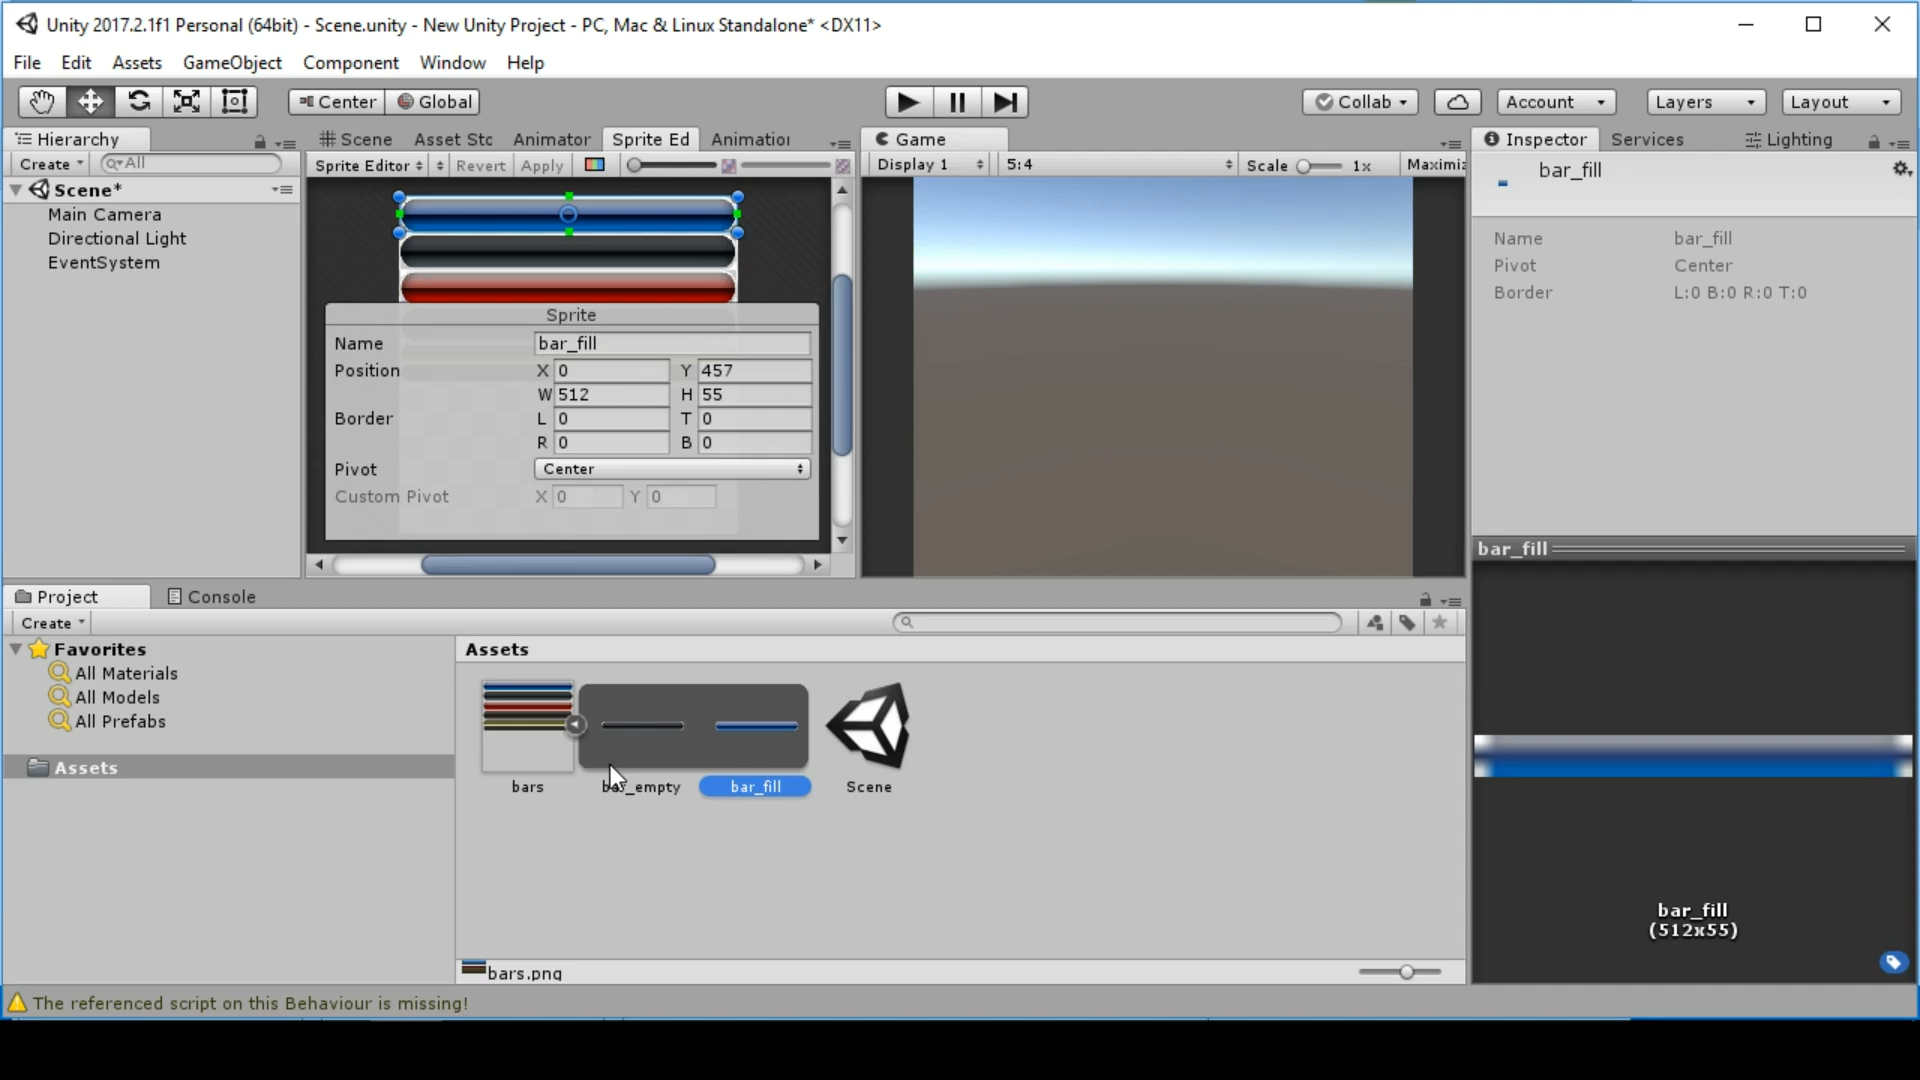 Unity 2017.2.1f1 Personal (64bit) - Scene.unity - New Unity Project - PC, Mac & Linux Standalone* <DX11>
File Edit Assets GameObject Component Window Help
Center Global Collab Account Layers Layout
Hierarchy
Create All
Scene*
Main Camera
Directional Light
EventSystem
Scene Asset Sto Animator Sprite Ed Animation
Sprite Editor Revert Apply
Sprite
Name bar_fill
Position X 0 Y 457
W 512 H 55
Border L 0 T 0
R 0 B 0
Pivot Center
Custom Pivot X 0 Y 0
Game
Display 1 5:4 Scale 1x Maximi
Inspector Services Lighting
bar_fill
Name bar_fill
Pivot Center
Border L:0 B:0 R:0 T:0
bar_fill
bar_fill
(512x55)
Project Console
Create
Favorites
All Materials
All Models
All Prefabs
Assets
Assets
bars bar_empty bar_fill Scene
bars.png
The referenced script on this Behaviour is missing!